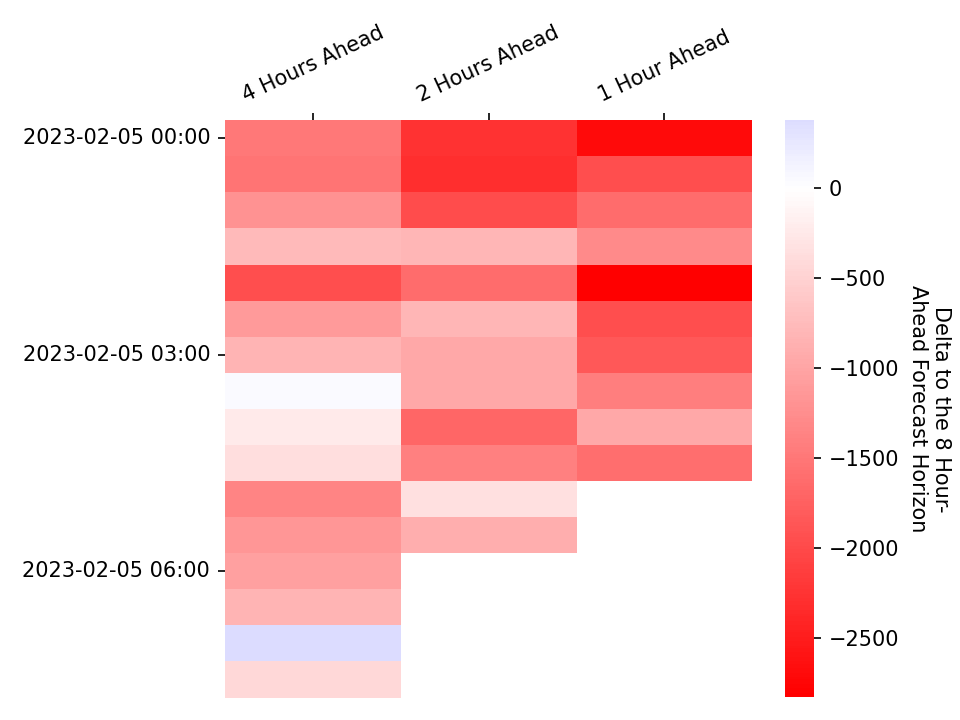 4 Hours Ahead
2 Hours Ahead
1 Hour Ahead
2023-02-05 00:00
2023-02-05 03:00
2023-02-05 06:00
0
−500
−1000
−1500
−2000
−2500
Delta to the 8 Hour-
Ahead Forecast Horizon